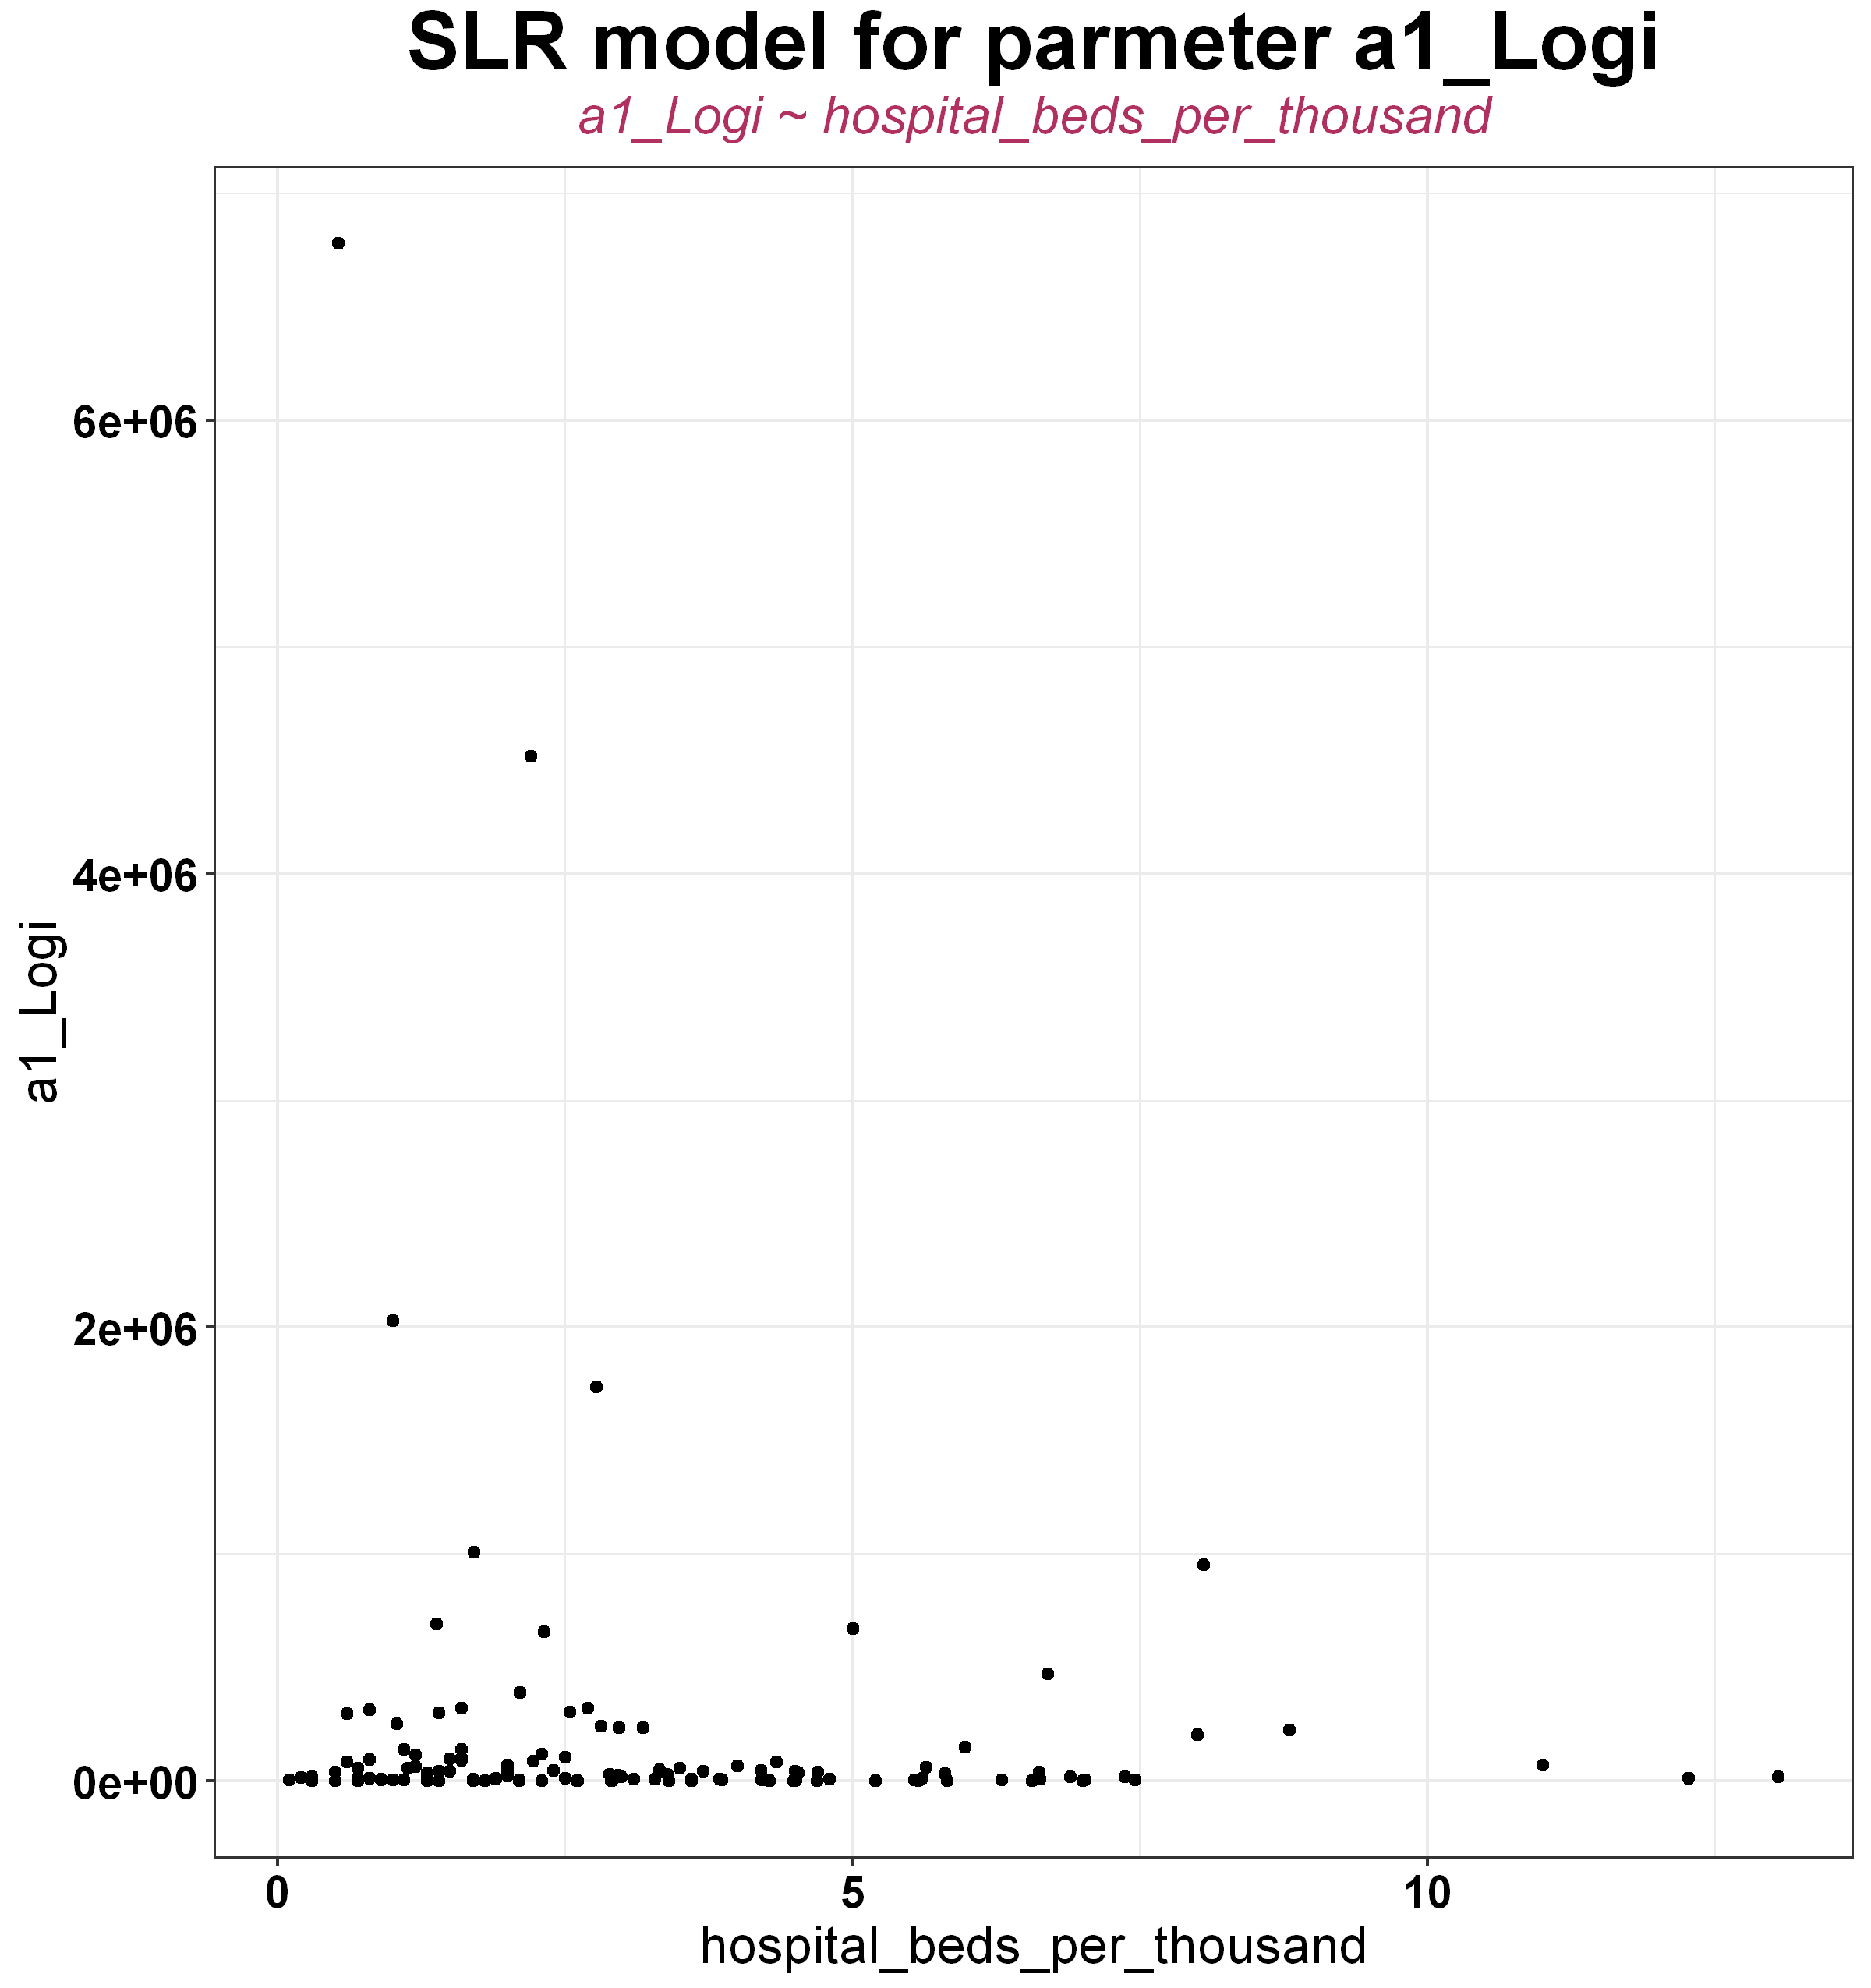 SLR model for parmeter a1_Logi
a1_Logi ~ hospital_beds_per_thousand
6e+06
4e+06
2e+06
0e+00
a1_Logi
0 5 10
hospital_beds_per_thousand